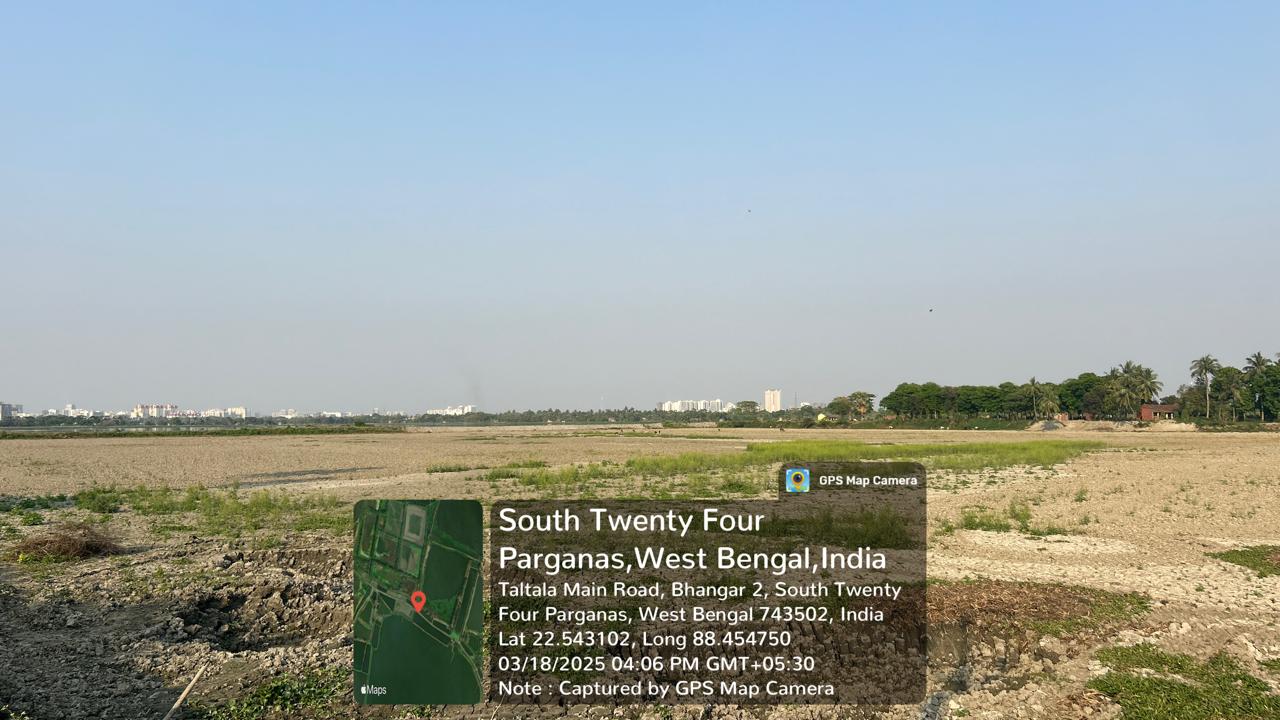 GPS Map Camera
South Twenty Four
Parganas,West Bengal,India
Taltala Main Road, Bhangar 2, South Twenty
Four Parganas, West Bengal 743502, India
Lat 22.543102, Long 88.454750
03/18/2025 04:06 PM GMT+05:30
Note : Captured by GPS Map Camera
Maps